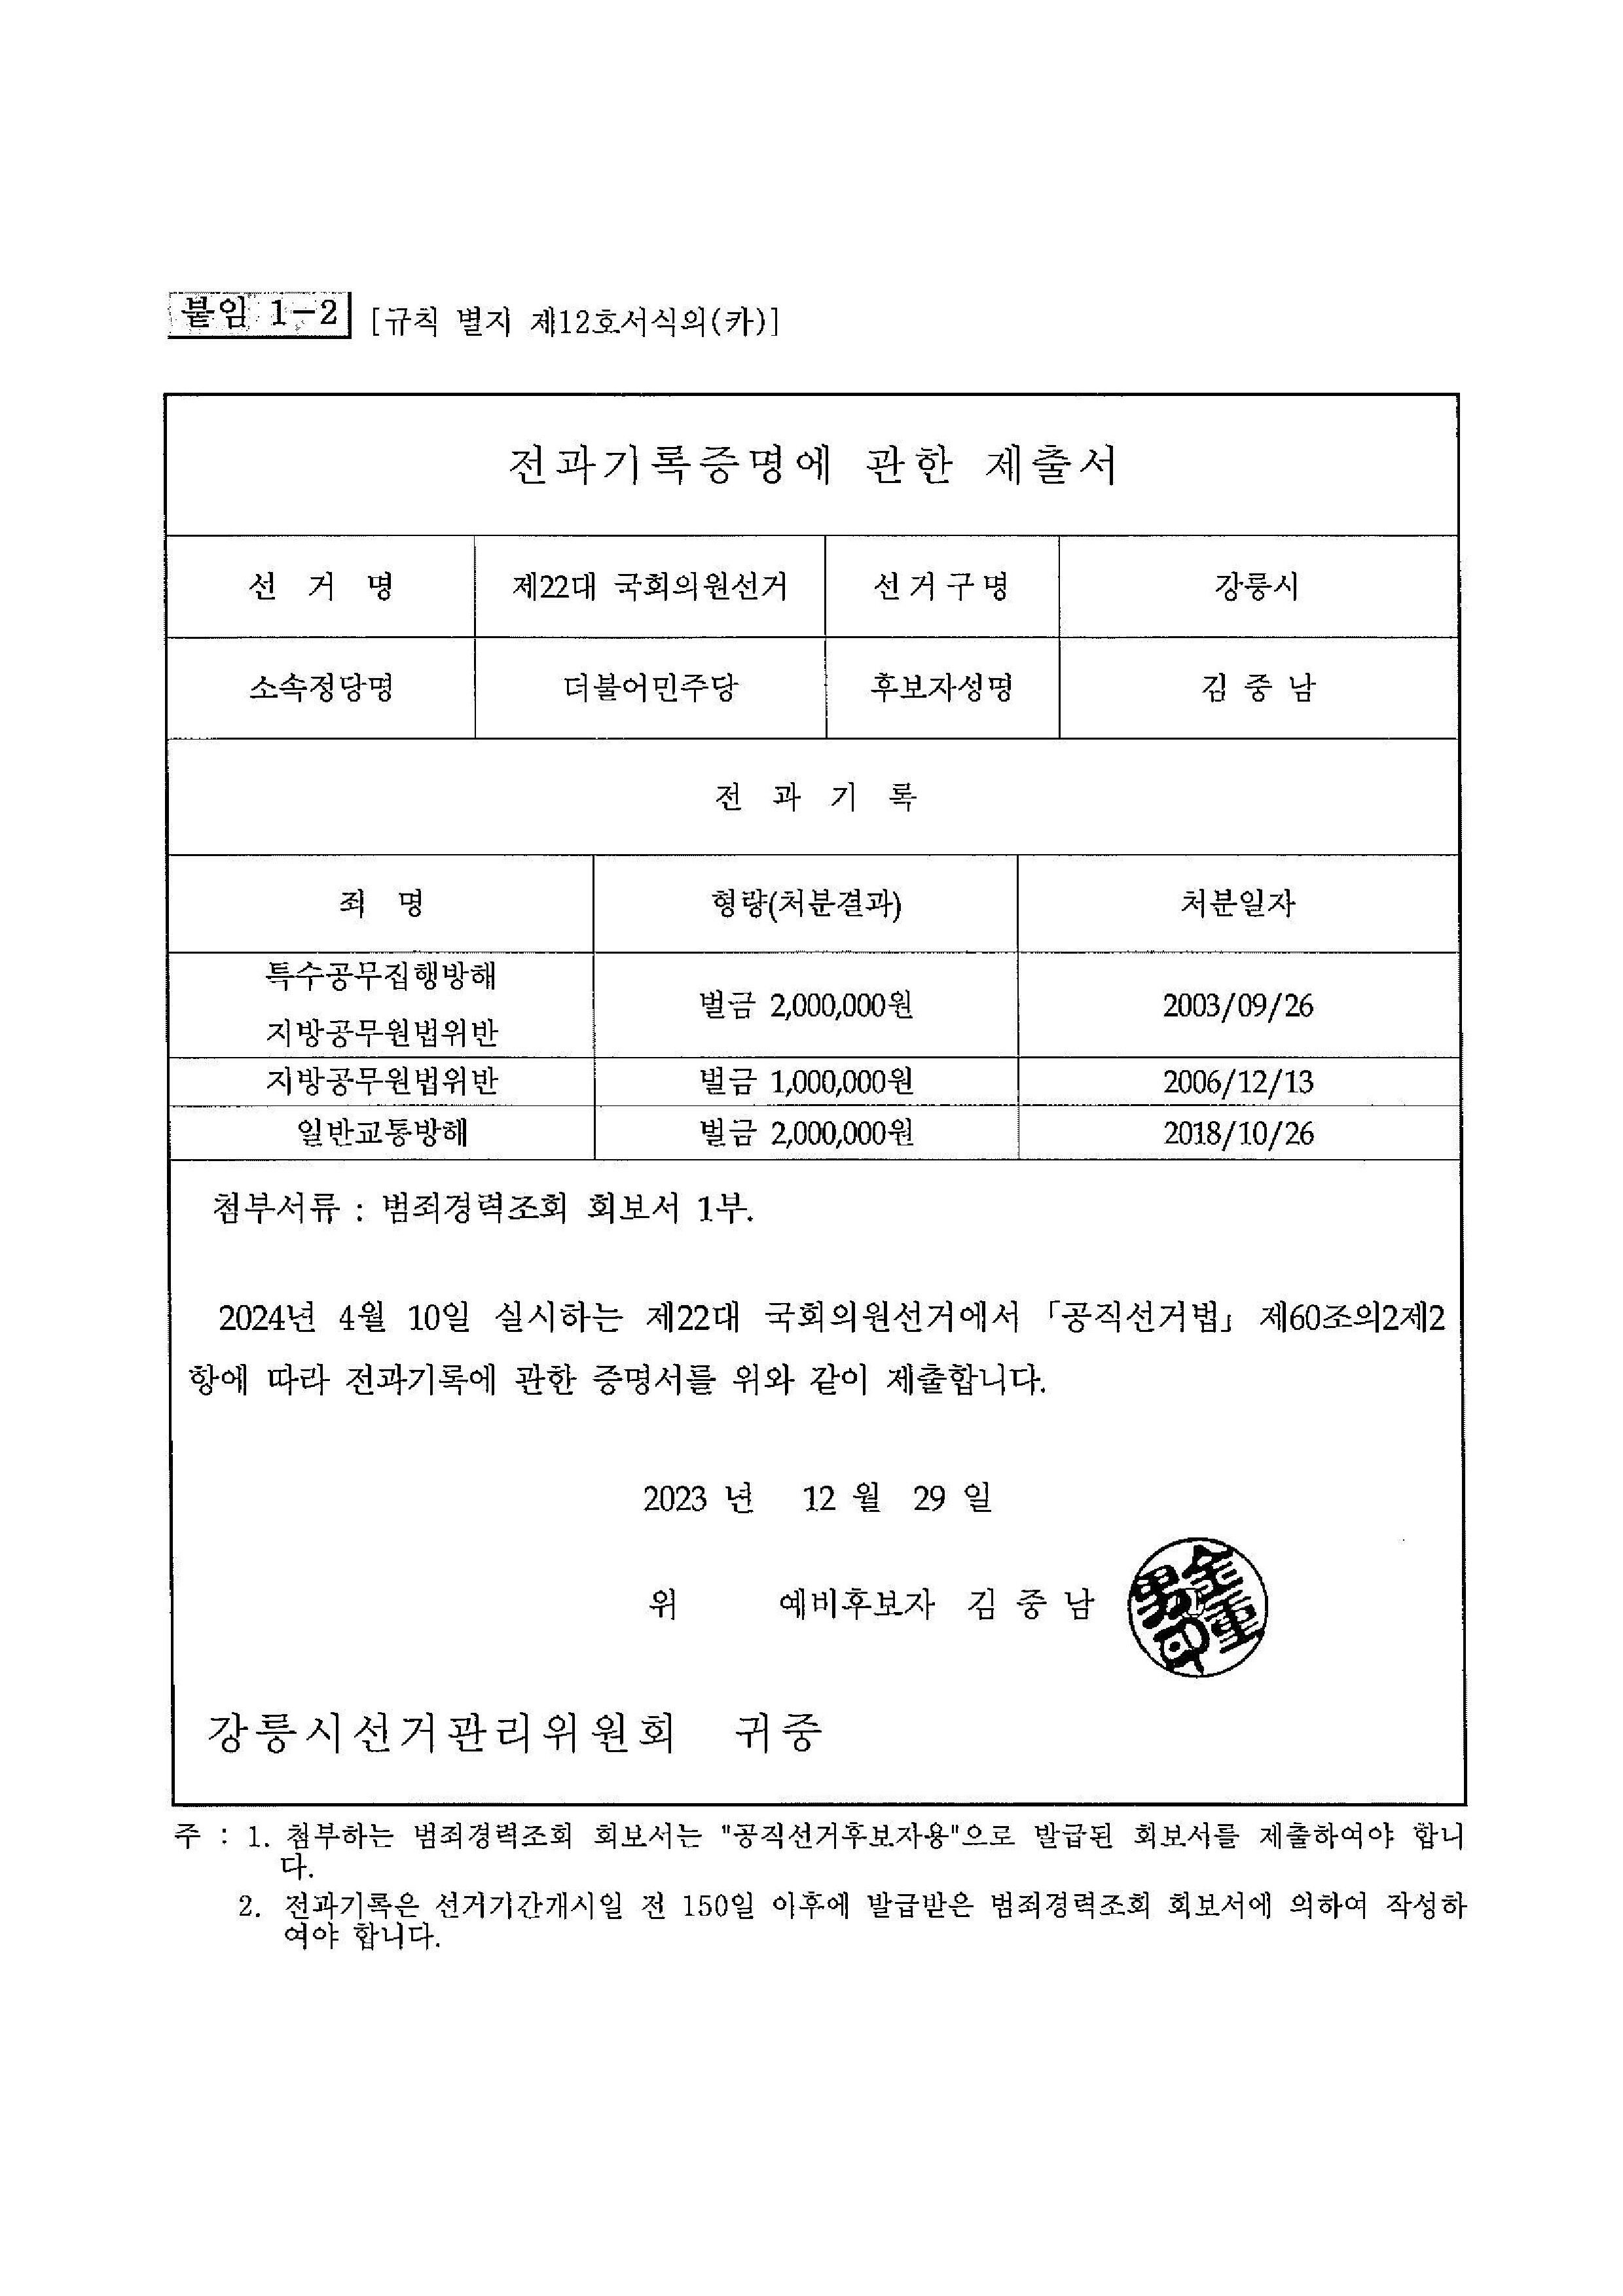 붙임 1-2 [규칙 별지 제12호서식의(카)]
전과기록증명에 관한 제출서
선 거 명 제22대 국회의원선거 선거구명 강릉시
소속정당명 더불어민주당 후보자성명 김 중 남
전 과 기 록
죄 명 형량(처분결과) 처분일자
특수공무집행방해
지방공무원법위반 벌금 2,000,000원 2003/09/26
지방공무원법위반 벌금 1,000,000원 2006/12/13
일반교통방해 벌금 2,000,000원 2018/10/26
첨부서류 : 범죄경력조회 회보서 1부.
2024년 4월 10일 실시하는 제22대 국회의원선거에서 「공직선거법」 제60조의2제2
항에 따라 전과기록에 관한 증명서를 위와 같이 제출합니다.
2023 년 12 월 29 일
위 예비후보자 김 중 남
金重男印
강릉시선거관리위원회 귀중
주 : 1. 첨부하는 범죄경력조회 회보서는 "공직선거후보자용"으로 발급된 회보서를 제출하여야 합니
다.
2. 전과기록은 선거기간개시일 전 150일 이후에 발급받은 범죄경력조회 회보서에 의하여 작성하
여야 합니다.